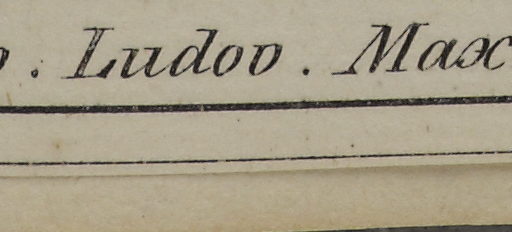 . Ludov. Max